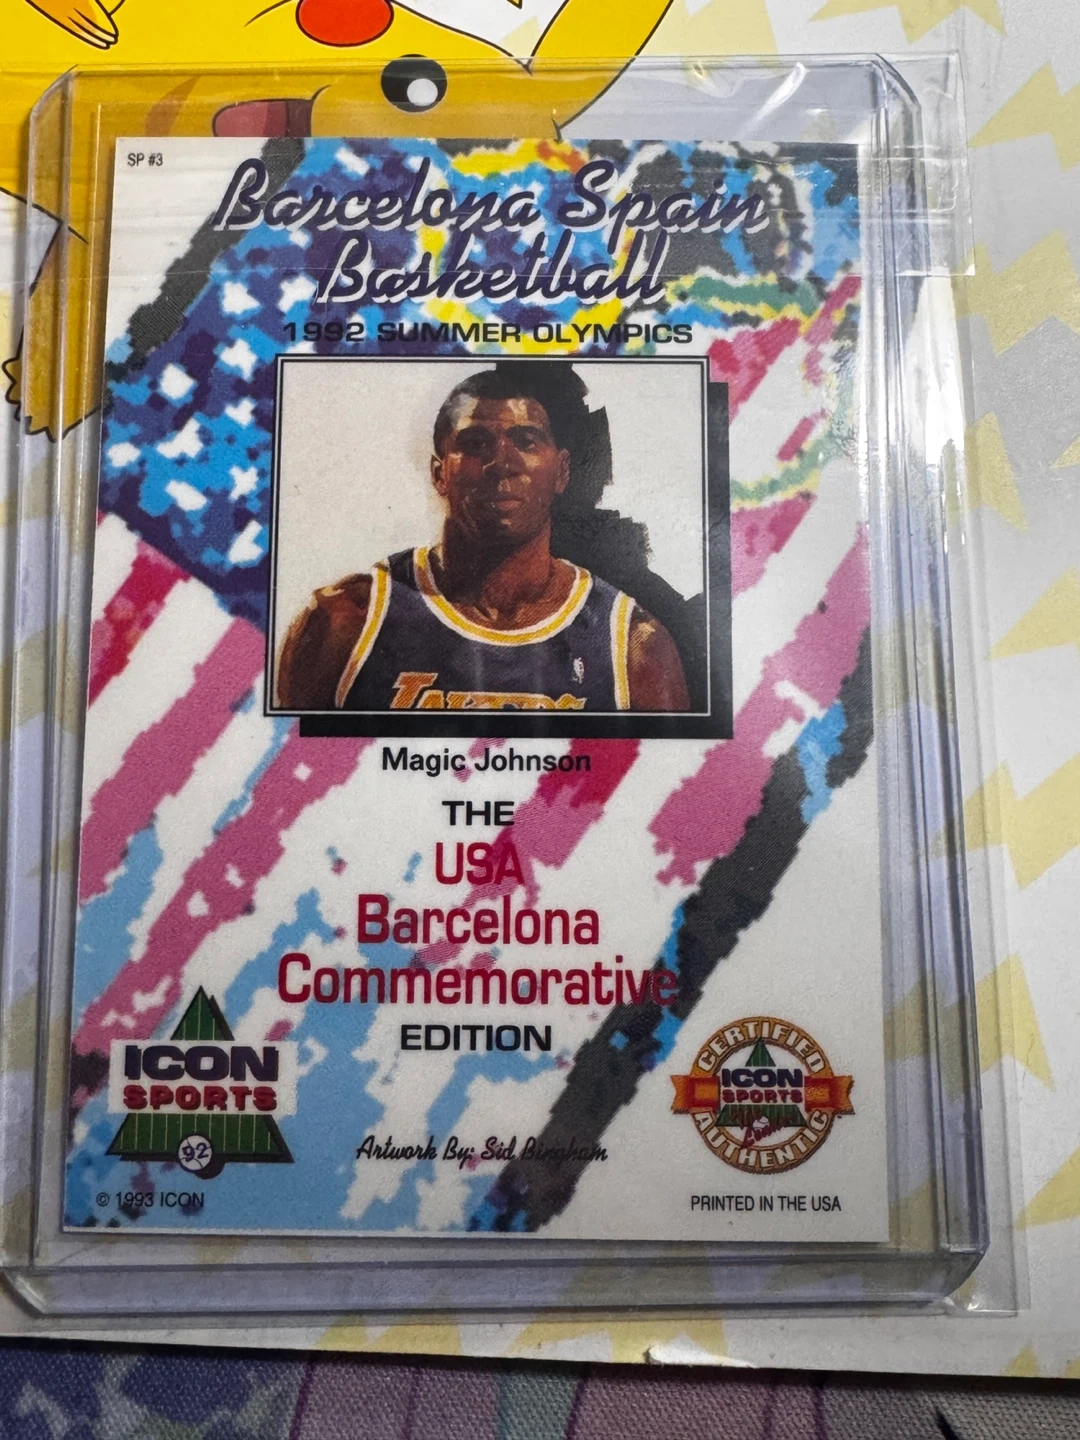 SP #3
Barcelona Spain
Basketball
1992 SUMMER OLYMPICS
LAKERS
Magic Johnson
THE
USA
Barcelona
Commemorative
EDITION
ICON
SPORTS
92
CERTIFIED
ICON
SPORTS
AUTHENTIC
Artwork By: Sid Bingham
© 1993 ICON
PRINTED IN THE USA